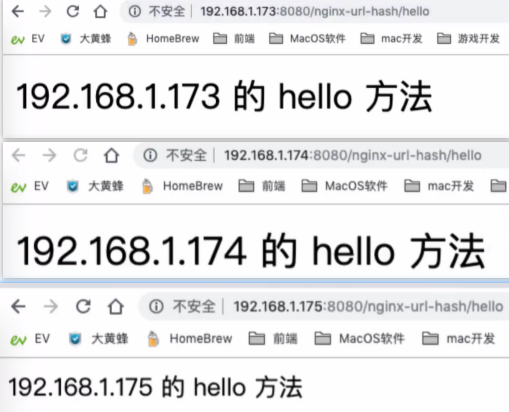 不安全 | 192.168.1.173:8080/nginx-url-hash/hello
EV 大黄蜂 HomeBrew 前端 MacOS软件 mac开发 游戏开发
192.168.1.173 的 hello 方法
不安全 | 192.168.1.174:8080/nginx-url-hash/hello
EV 大黄蜂 HomeBrew 前端 MacOS软件 mac开发
192.168.1.174 的 hello 方法
不安全 | 192.168.1.175:8080/nginx-url-hash/hello
EV 大黄蜂 HomeBrew 前端 MacOS软件 mac开发
192.168.1.175 的 hello 方法